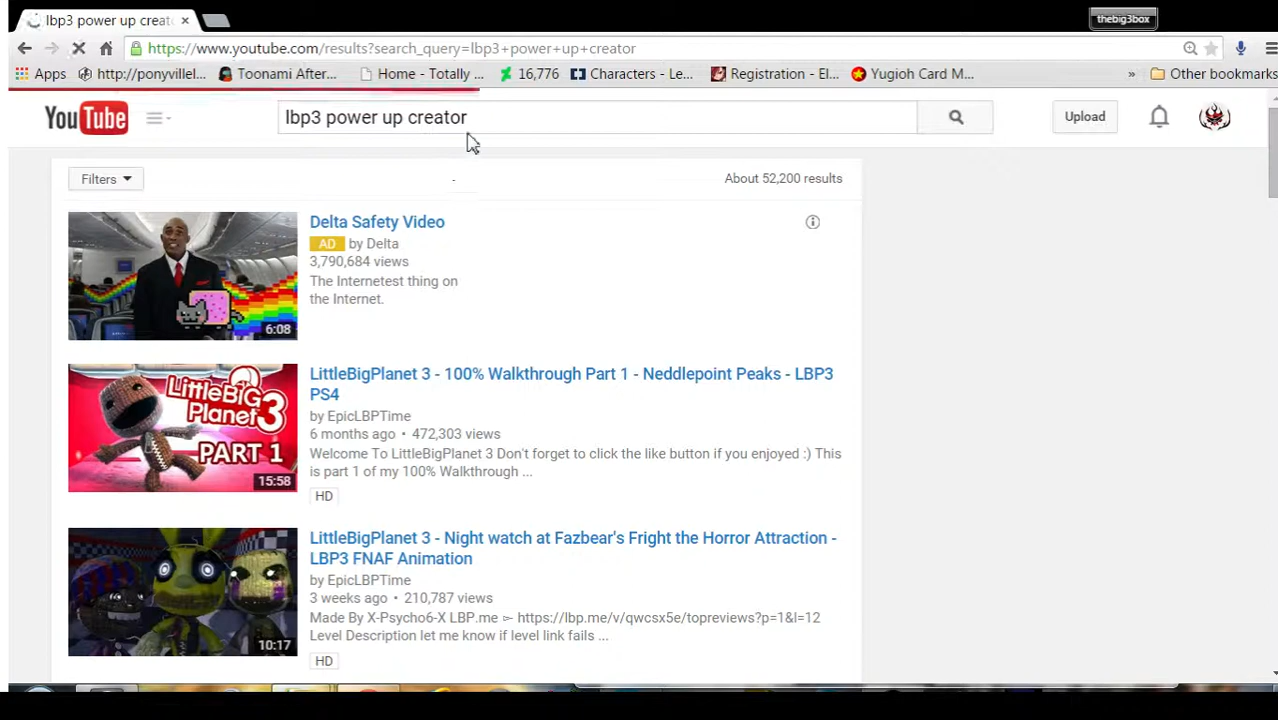 lbp3 power up creato
thebig3box
https://www.youtube.com/results?search_query=lbp3+power+up+creator
Apps http://ponyvillel... Toonami After... Home - Totally ... 16,776 Characters - Le... Registration - El... Yugioh Card M... » Other bookmarks
YouTube lbp3 power up creator Upload
Filters About 52,200 results
Delta Safety Video
AD by Delta
3,790,684 views
The Internetest thing on
the Internet.
6:08
LittleBigPlanet 3 - 100% Walkthrough Part 1 - Neddlepoint Peaks - LBP3
PS4
by EpicLBPTime
6 months ago • 472,303 views
Welcome To LittleBigPlanet 3 Don't forget to click the like button if you enjoyed :) This
is part 1 of my 100% Walkthrough ...
HD
LITTLE BIG
Planet 3
PART 1
15:58
LittleBigPlanet 3 - Night watch at Fazbear's Fright the Horror Attraction -
LBP3 FNAF Animation
by EpicLBPTime
3 weeks ago • 210,787 views
Made By X-Psycho6-X LBP.me ➢ https://lbp.me/v/qwcsx5e/topreviews?p=1&l=12
Level Description let me know if level link fails ...
HD
10:17